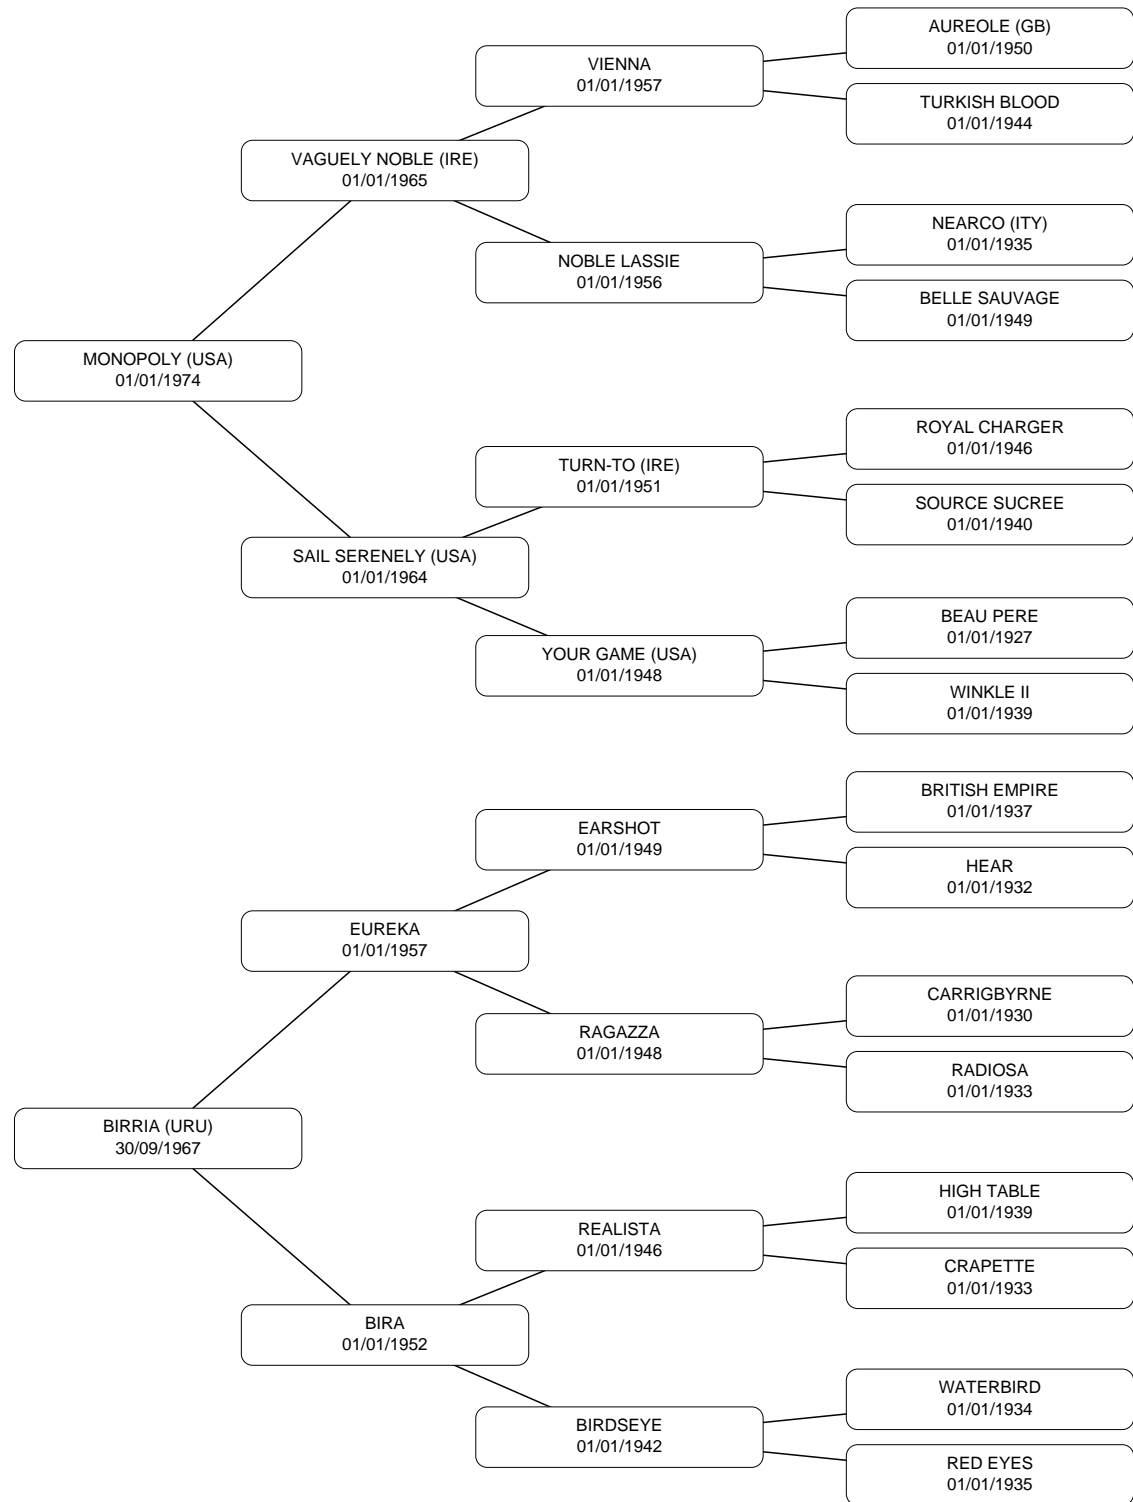 AUREOLE (GB)
01/01/1950
VIENNA
01/01/1957
TURKISH BLOOD
01/01/1944
VAGUELY NOBLE (IRE)
01/01/1965
NEARCO (ITY)
01/01/1935
NOBLE LASSIE
01/01/1956
BELLE SAUVAGE
01/01/1949
MONOPOLY (USA)
01/01/1974
ROYAL CHARGER
01/01/1946
TURN-TO (IRE)
01/01/1951
SOURCE SUCREE
01/01/1940
SAIL SERENELY (USA)
01/01/1964
BEAU PERE
01/01/1927
YOUR GAME (USA)
01/01/1948
WINKLE II
01/01/1939
BRITISH EMPIRE
01/01/1937
EARSHOT
01/01/1949
HEAR
01/01/1932
EUREKA
01/01/1957
CARRIGBYRNE
01/01/1930
RAGAZZA
01/01/1948
RADIOSA
01/01/1933
BIRRIA (URU)
30/09/1967
HIGH TABLE
01/01/1939
REALISTA
01/01/1946
CRAPETTE
01/01/1933
BIRA
01/01/1952
WATERBIRD
01/01/1934
BIRDSEYE
01/01/1942
RED EYES
01/01/1935